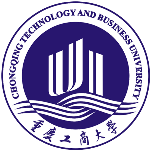 CHONGQING TECHNOLOGY AND BUSINESS UNIVERSITY
重庆工商大学